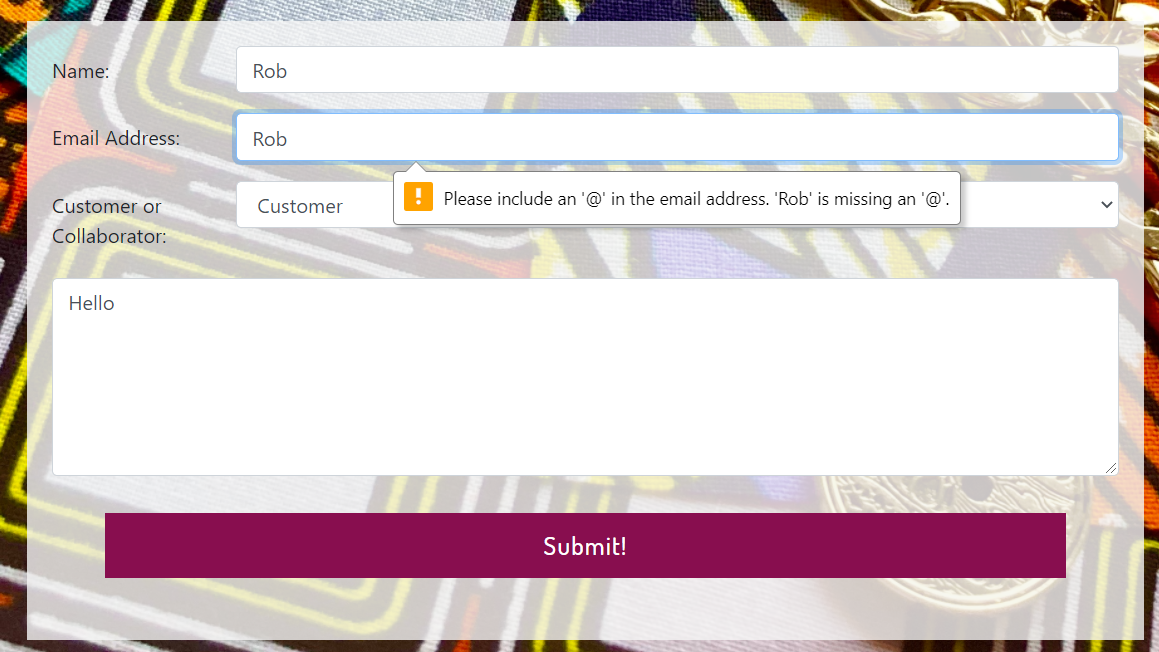 Name:
Rob
Email Address:
Rob
Please include an '@' in the email address. 'Rob' is missing an '@'.
Customer or
Collaborator:
Customer
Hello
Submit!